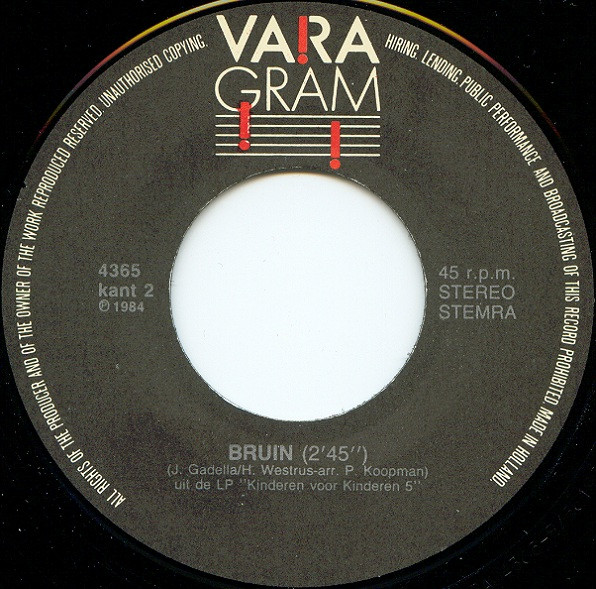 VARA
GRAM
ALL RIGHTS OF THE PRODUCER AND OF THE OWNER OF THE WORK REPRODUCED RESERVED. UNAUTHORISED COPYING. HIRING. LENDING. PUBLIC PERFORMANCE AND BROADCASTING OF THIS RECORD PROHIBITED MADE IN HOLLAND.
4365
kant 2
℗ 1984
45 r.p.m.
STEREO
STEMRA
BRUIN (2'45'')
(J. Gadella/H. Westrus-arr. P. Koopman)
uit de LP "Kinderen voor Kinderen 5"